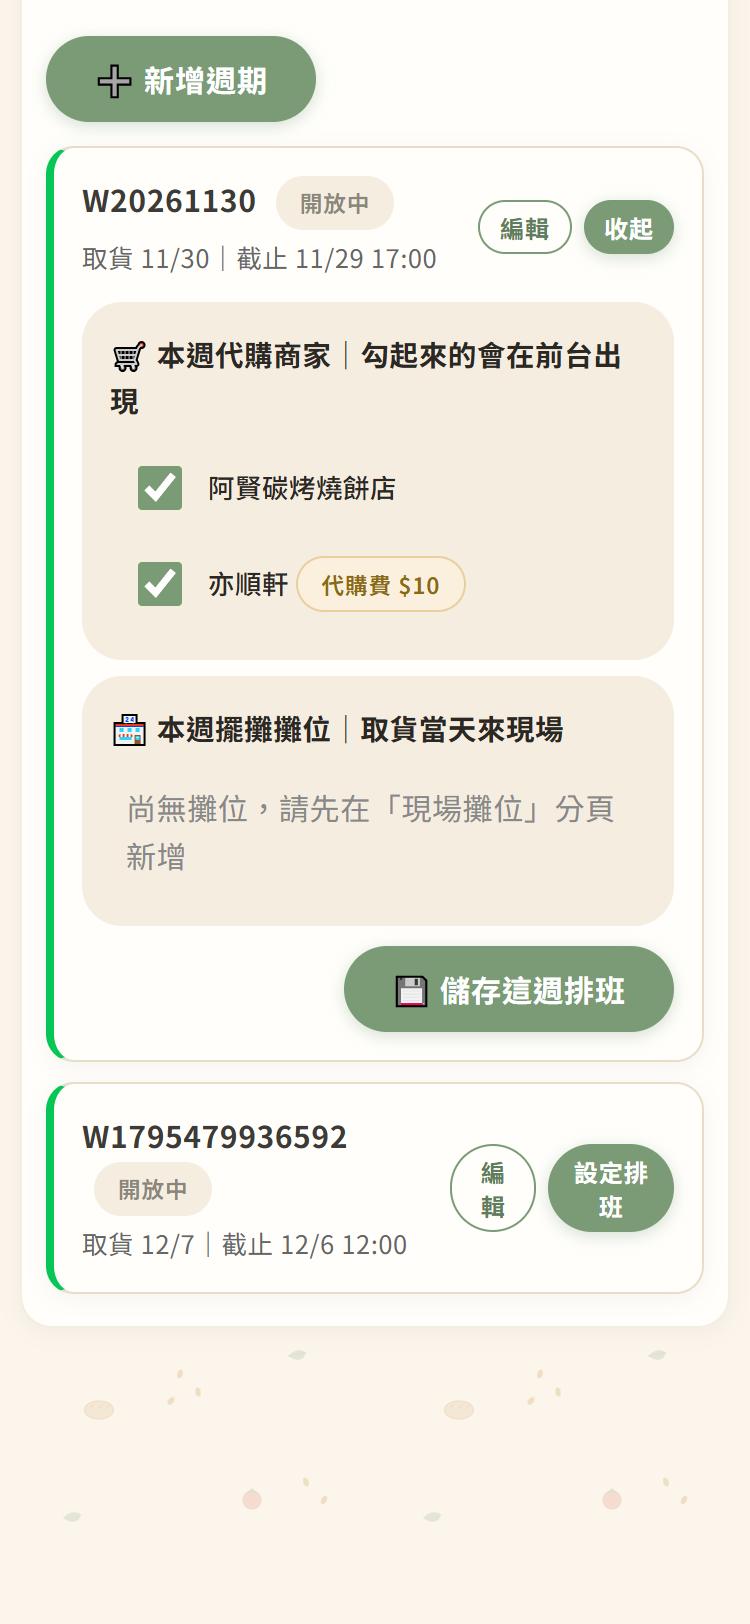 ➕ 新增週期
W20261130 開放中
取貨 11/30｜截止 11/29 17:00
編輯 收起
🛒 本週代購商家｜勾起來的會在前台出
現
阿賢碳烤燒餅店
亦順軒 代購費 $10
🏪 本週擺攤攤位｜取貨當天來現場
尚無攤位，請先在「現場攤位」分頁
新增
💾 儲存這週排班
W1795479936592
開放中
取貨 12/7｜截止 12/6 12:00
編
輯
設定排
班